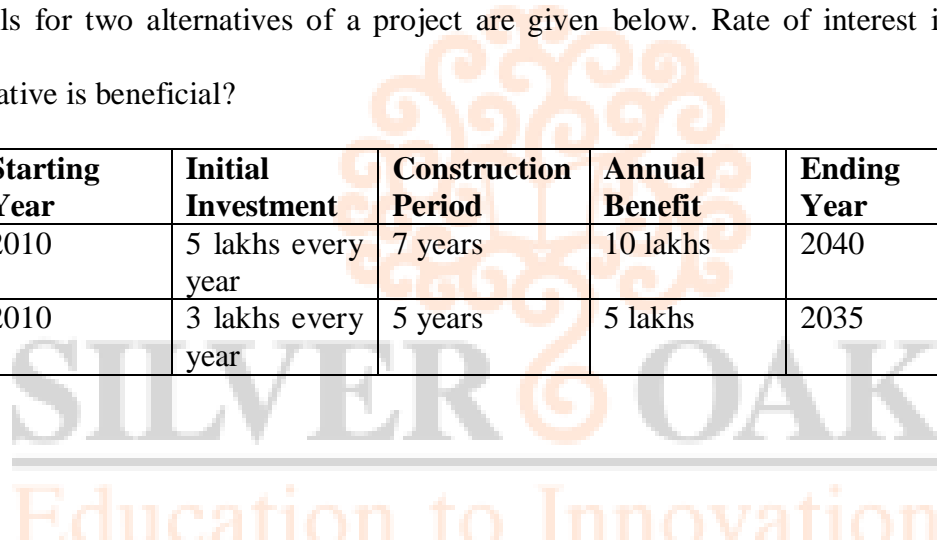 ls for two alternatives of a project are given below. Rate of interest i
ative is beneficial?
Starting Year Initial Investment Construction Period Annual Benefit Ending Year
2010 5 lakhs every year 7 years 10 lakhs 2040
2010 3 lakhs every year 5 years 5 lakhs 2035
SILVER OAK
Education to Innovation